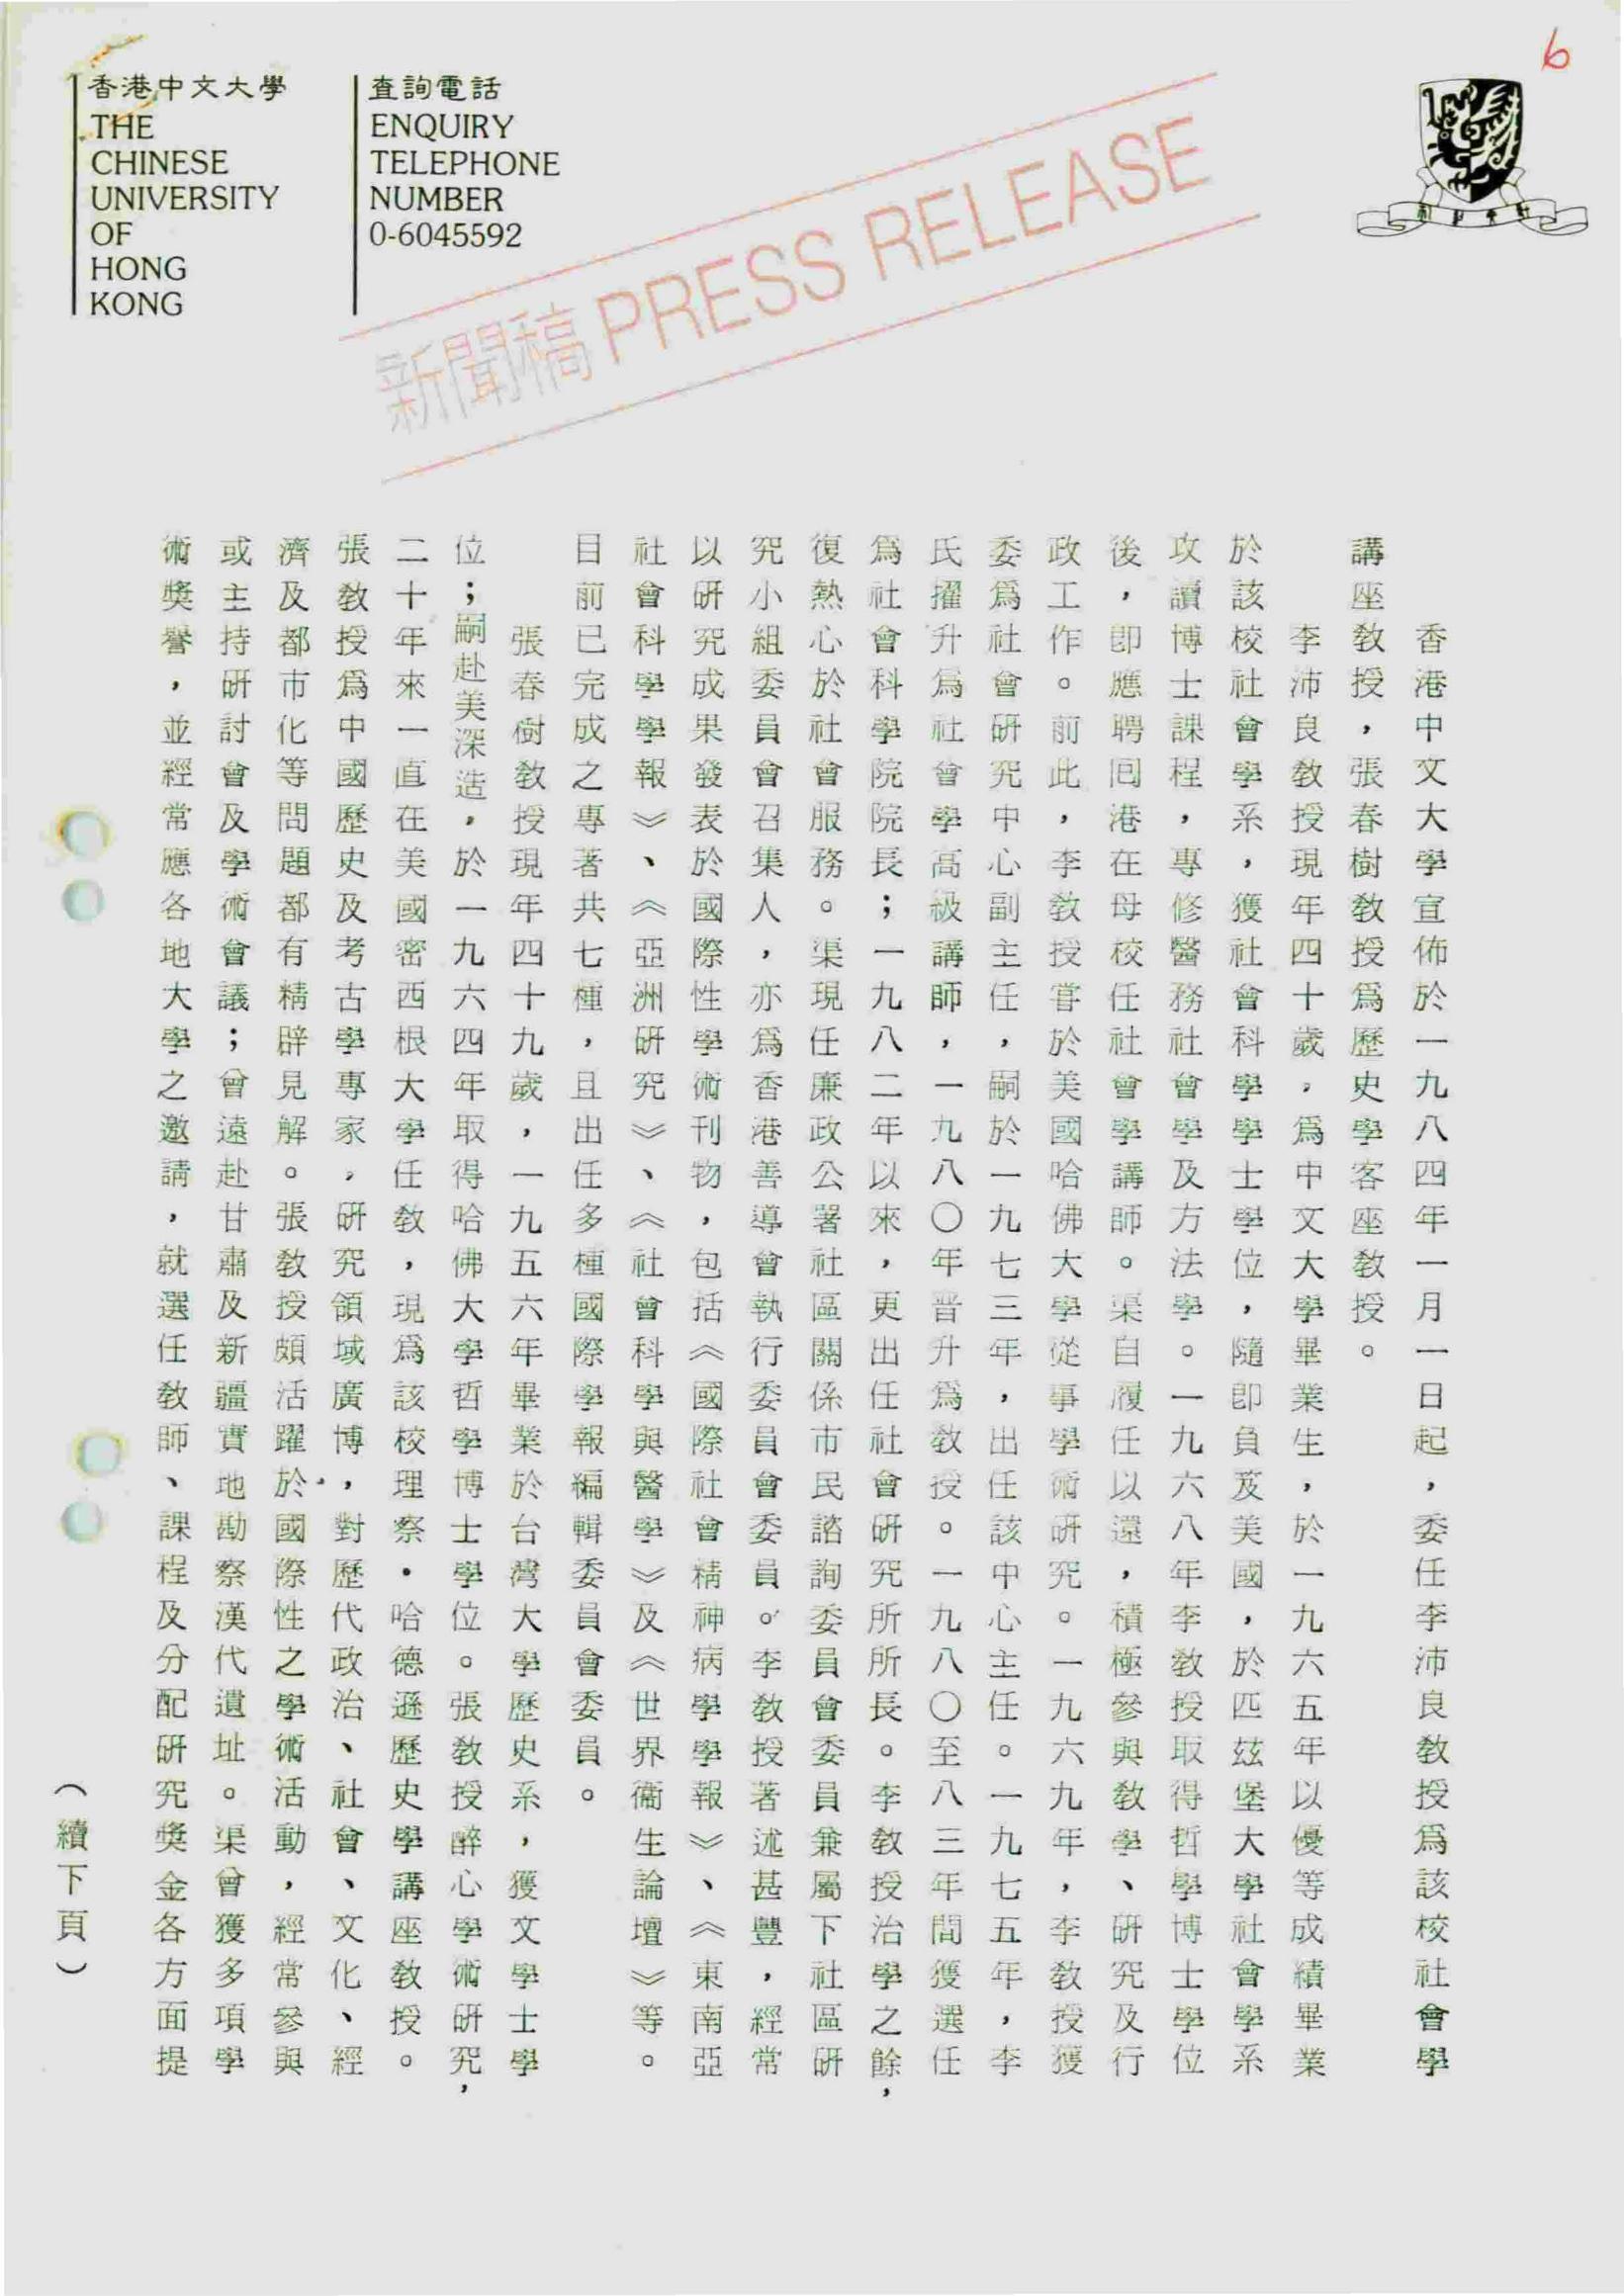 6
香港中文大學
THE
CHINESE
UNIVERSITY
OF
HONG
KONG
查詢電話
ENQUIRY
TELEPHONE
NUMBER
0-6045592
新聞稿 PRESS RELEASE
香港中文大學宣佈於一九八四年一月一日起，委任李沛良教授爲該校社會學
講座教授，張春樹教授爲歷史學客座教授。
李沛良教授現年四十歲，爲中文大學畢業生，於一九六五年以優等成績畢業
於該校社會學系，獲社會科學學士學位，隨即負笈美國，於匹茲堡大學社會學系
攻讀博士課程，專修醫務社會學及方法學。一九六八年李教授取得哲學博士學位
後，即應聘囘港在母校任社會學講師。渠自履任以還，積極參與教學、研究及行
政工作。前此，李教授嘗於美國哈佛大學從事學術研究。一九六九年，李教授獲
委爲社會研究中心副主任，嗣於一九七三年，出任該中心主任。一九七五年，李
氏擢升爲社會學高級講師，一九八〇年晋升爲教授。一九八〇至八三年間獲選任
爲社會科學院院長；一九八二年以來，更出任社會研究所所長。李教授治學之餘，
復熱心於社會服務。渠現任廉政公署社區關係市民諮詢委員會委員兼屬下社區研
究小組委員會召集人，亦爲香港善導會執行委員會委員。李教授著述甚豐，經常
以研究成果發表於國際性學術刊物，包括《國際社會精神病學學報》、《東南亞
社會科學學報》、《亞洲研究》、《社會科學與醫學》及《世界衞生論壇》等。
目前已完成之專著共七種，且出任多種國際學報編輯委員會委員。
張春樹教授現年四十九歲，一九五六年畢業於台灣大學歷史系，獲文學士學
位；嗣赴美深造，於一九六四年取得哈佛大學哲學博士學位。張教授醉心學術研究，
二十年來一直在美國密西根大學任教，現爲該校理察・哈德遜歷史學講座教授。
張教授爲中國歷史及考古學專家，研究領域廣博，對歷代政治、社會、文化、經
濟及都市化等問題都有精辟見解。張教授頗活躍於國際性之學術活動，經常參與
或主持研討會及學術會議；曾遠赴甘肅及新疆實地勘察漢代遺址。渠曾獲多項學
術獎譽，並經常應各地大學之邀請，就選任教師、課程及分配研究獎金各方面提
（續下頁）